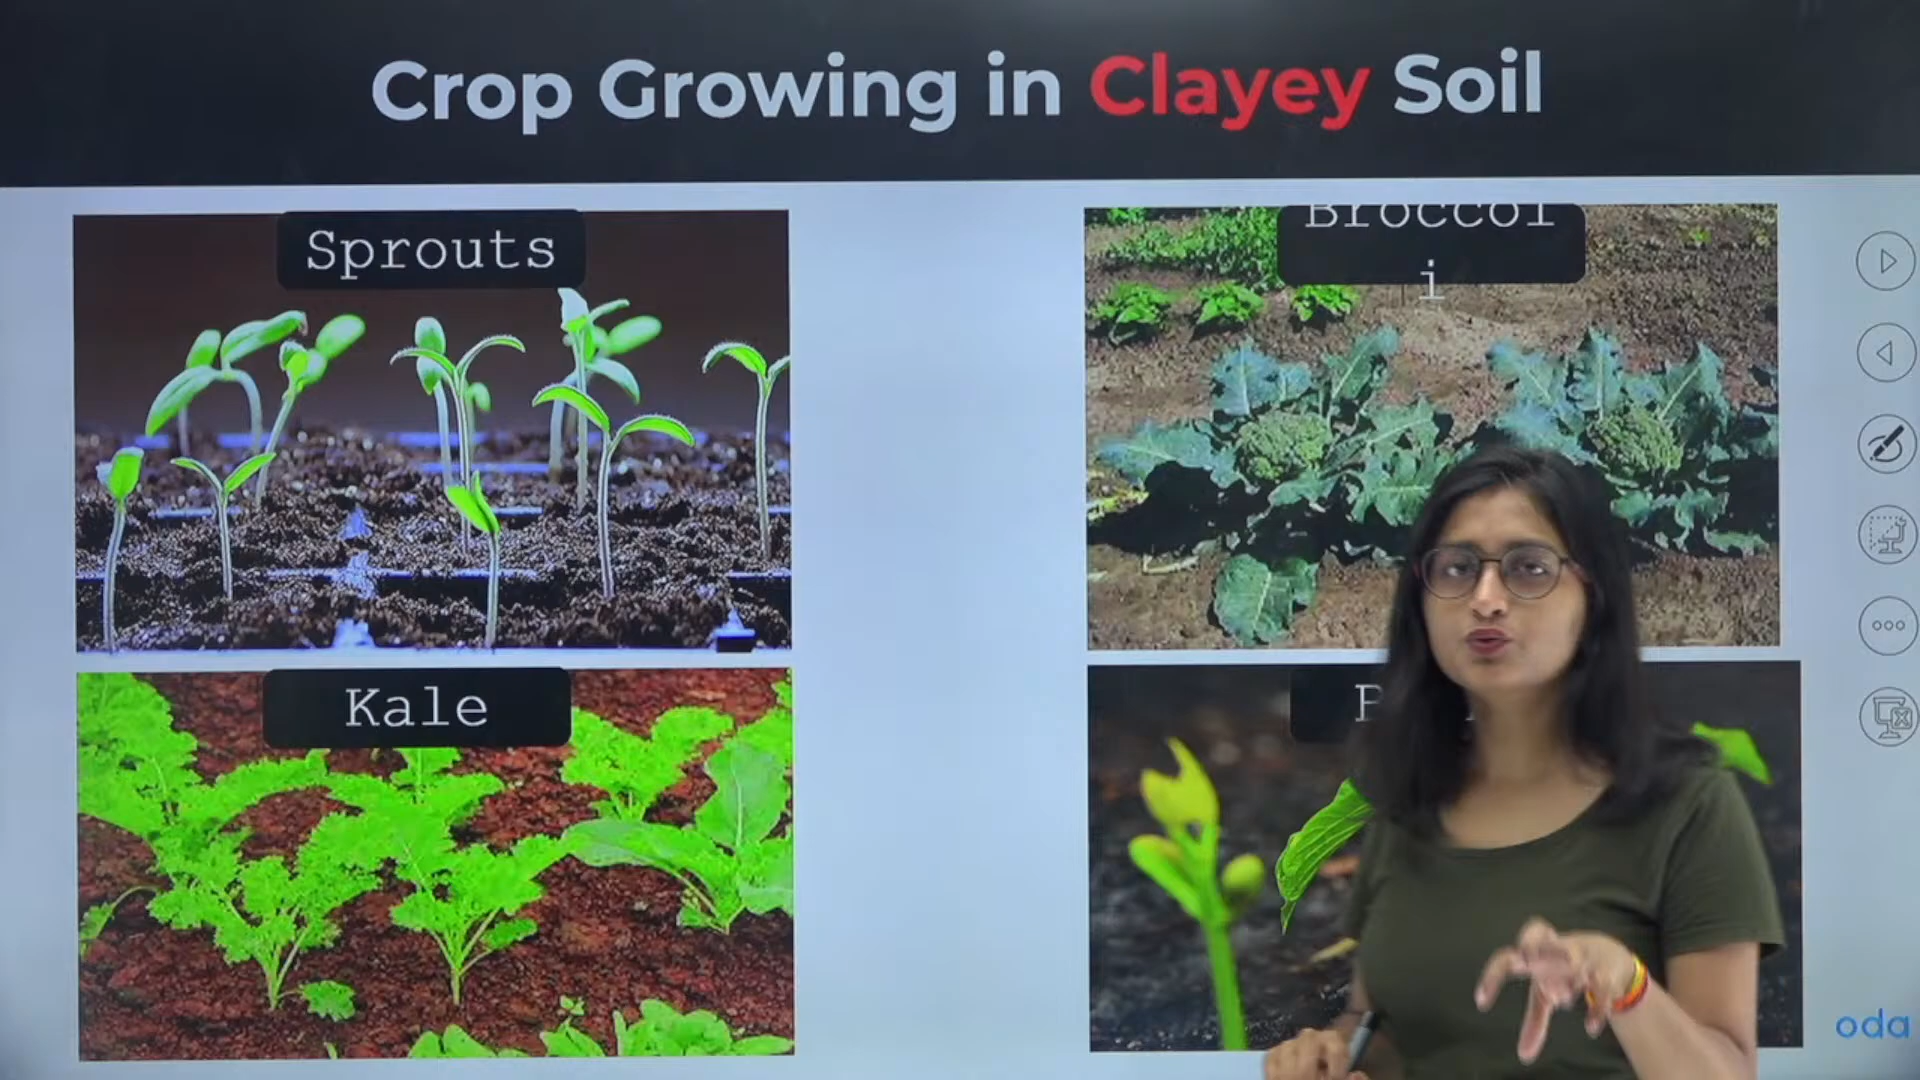 Crop Growing in Clayey Soil
Sprouts
Broccol
i
Kale
oda